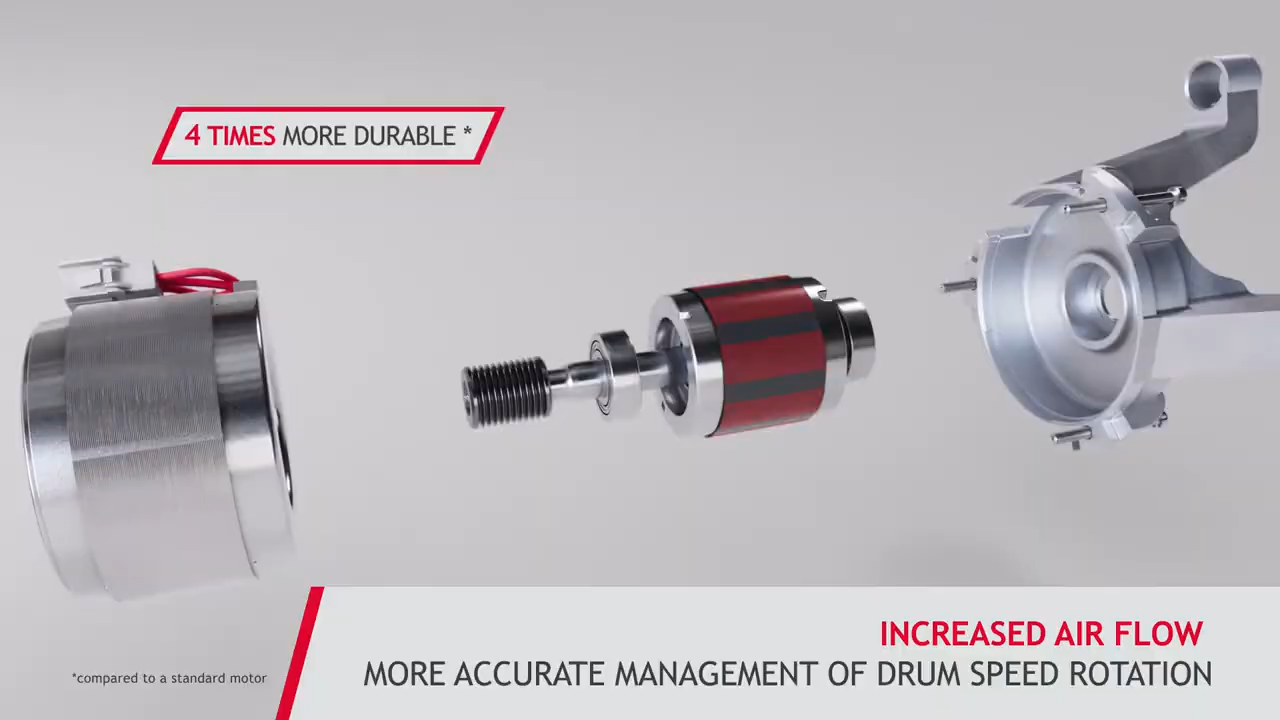 4 TIMES MORE DURABLE *
INCREASED AIR FLOW
MORE ACCURATE MANAGEMENT OF DRUM SPEED ROTATION
*compared to a standard motor